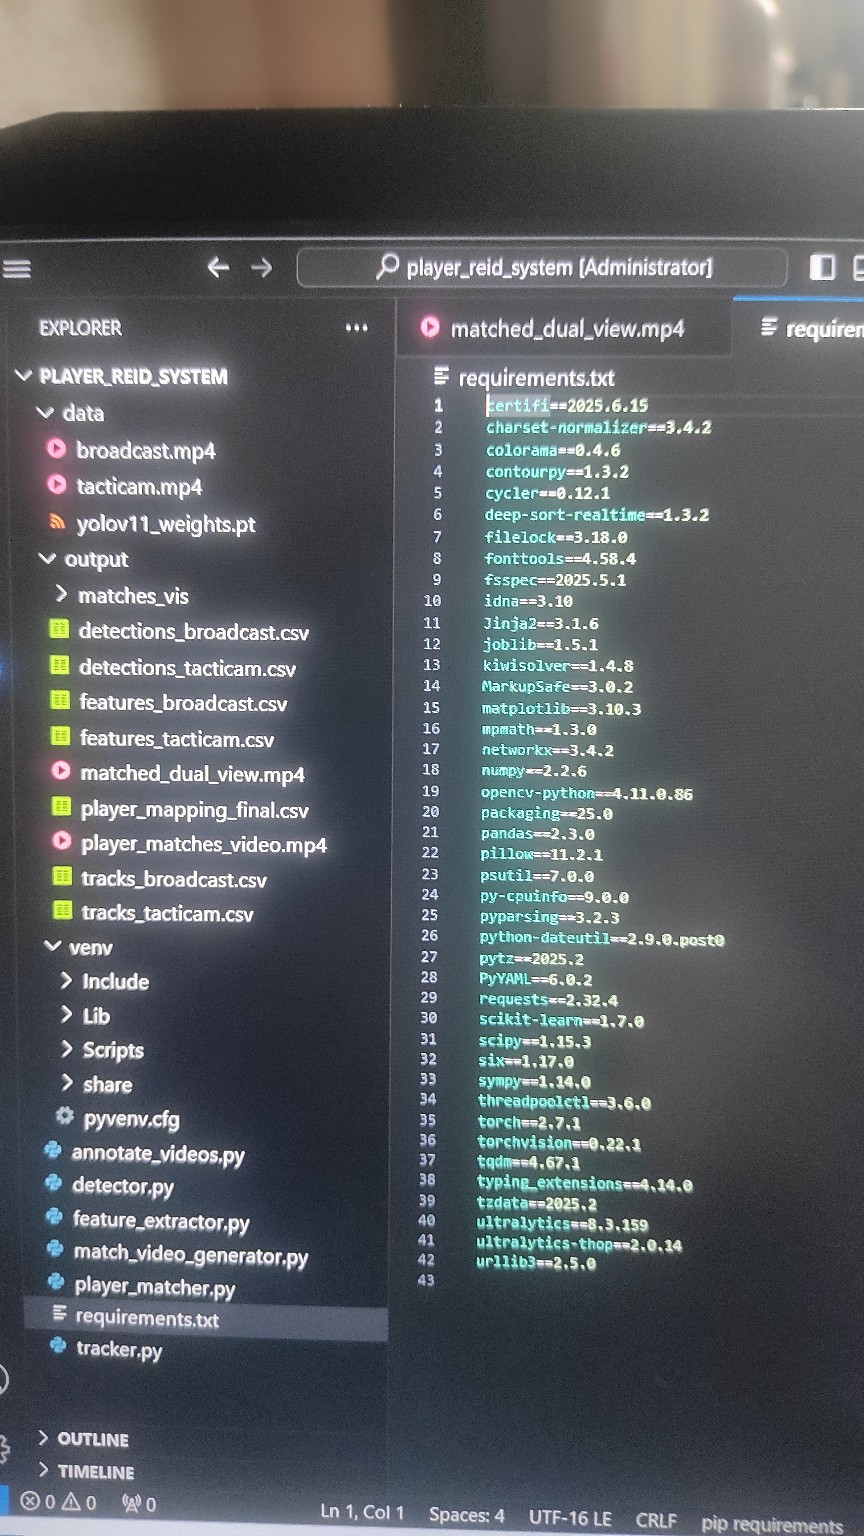 player_reid_system [Administrator]
EXPLORER
matched_dual_view.mp4
PLAYER_REID_SYSTEM
data
broadcast.mp4
tacticam.mp4
yolov11_weights.pt
output
matches_vis
detections_broadcast.csv
detections_tacticam.csv
features_broadcast.csv
features_tacticam.csv
matched_dual_view.mp4
player_mapping_final.csv
player_matches_video.mp4
tracks_broadcast.csv
tracks_tacticam.csv
venv
Include
Lib
Scripts
share
pyvenv.cfg
annotate_videos.py
detector.py
feature_extractor.py
match_video_generator.py
player_matcher.py
requirements.txt
tracker.py
OUTLINE
TIMELINE
requirements.txt
1 certifi==2025.6.15
2 charset-normalizer==3.4.2
3 colorama==0.4.6
4 contourpy==1.3.2
5 cycler==0.12.1
6 deep-sort-realtime==1.3.2
7 filelock==3.18.0
8 fonttools==4.58.4
9 fsspec==2025.5.1
10 idna==3.10
11 Jinja2==3.1.6
12 joblib==1.5.1
13 kiwisolver==1.4.8
14 MarkupSafe==3.0.2
15 matplotlib==3.10.3
16 mpmath==1.3.0
17 networkx==3.4.2
18 numpy==2.2.6
19 opencv-python==4.11.0.86
20 packaging==25.0
21 pandas==2.3.0
22 pillow==11.2.1
23 psutil==7.0.0
24 py-cpuinfo==9.0.0
25 pyparsing==3.2.3
26 python-dateutil==2.9.0.post0
27 pytz==2025.2
28 PyYAML==6.0.2
29 requests==2.32.4
30 scikit-learn==1.7.0
31 scipy==1.15.3
32 six==1.17.0
33 sympy==1.14.0
34 threadpoolctl==3.6.0
35 torch==2.7.1
36 torchvision==0.22.1
37 tqdm==4.67.1
38 typing_extensions==4.14.0
39 tzdata==2025.2
40 ultralytics==8.3.159
41 ultralytics-thop==2.0.14
42 urllib3==2.5.0
43
0 0 0 Ln 1, Col 1 Spaces: 4 UTF-16 LE CRLF pip requirements